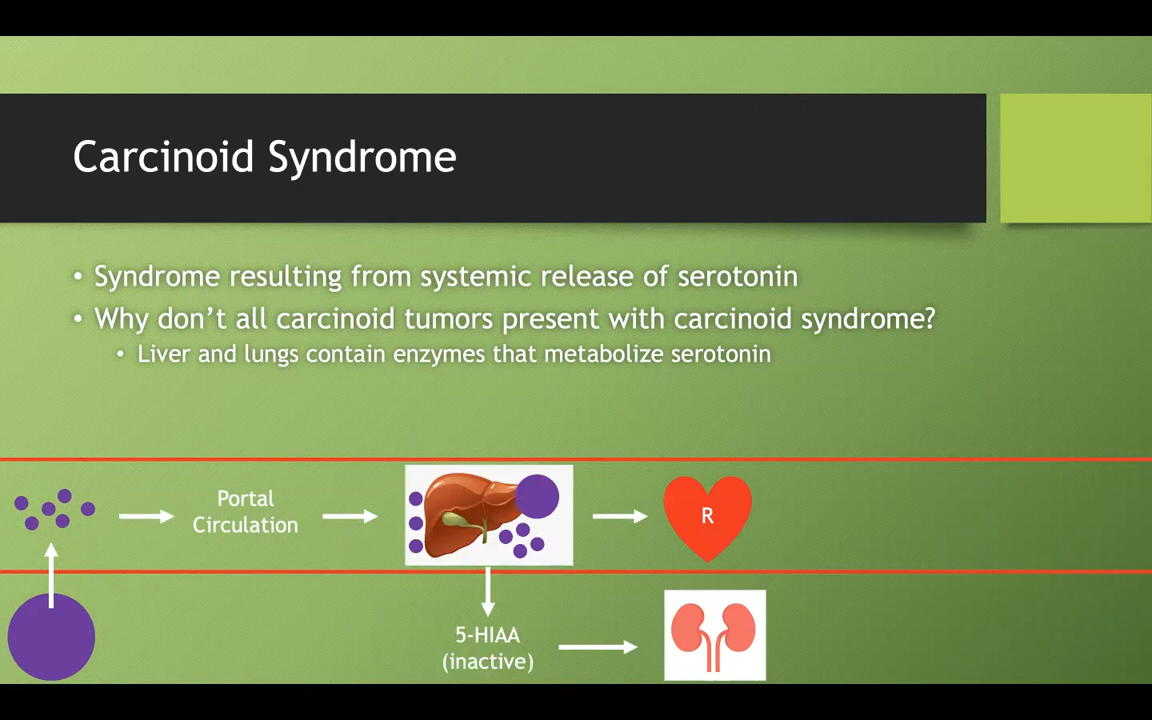 Carcinoid Syndrome
• Syndrome resulting from systemic release of serotonin
• Why don't all carcinoid tumors present with carcinoid syndrome?
• Liver and lungs contain enzymes that metabolize serotonin
Portal
Circulation
R
5-HIAA
(inactive)